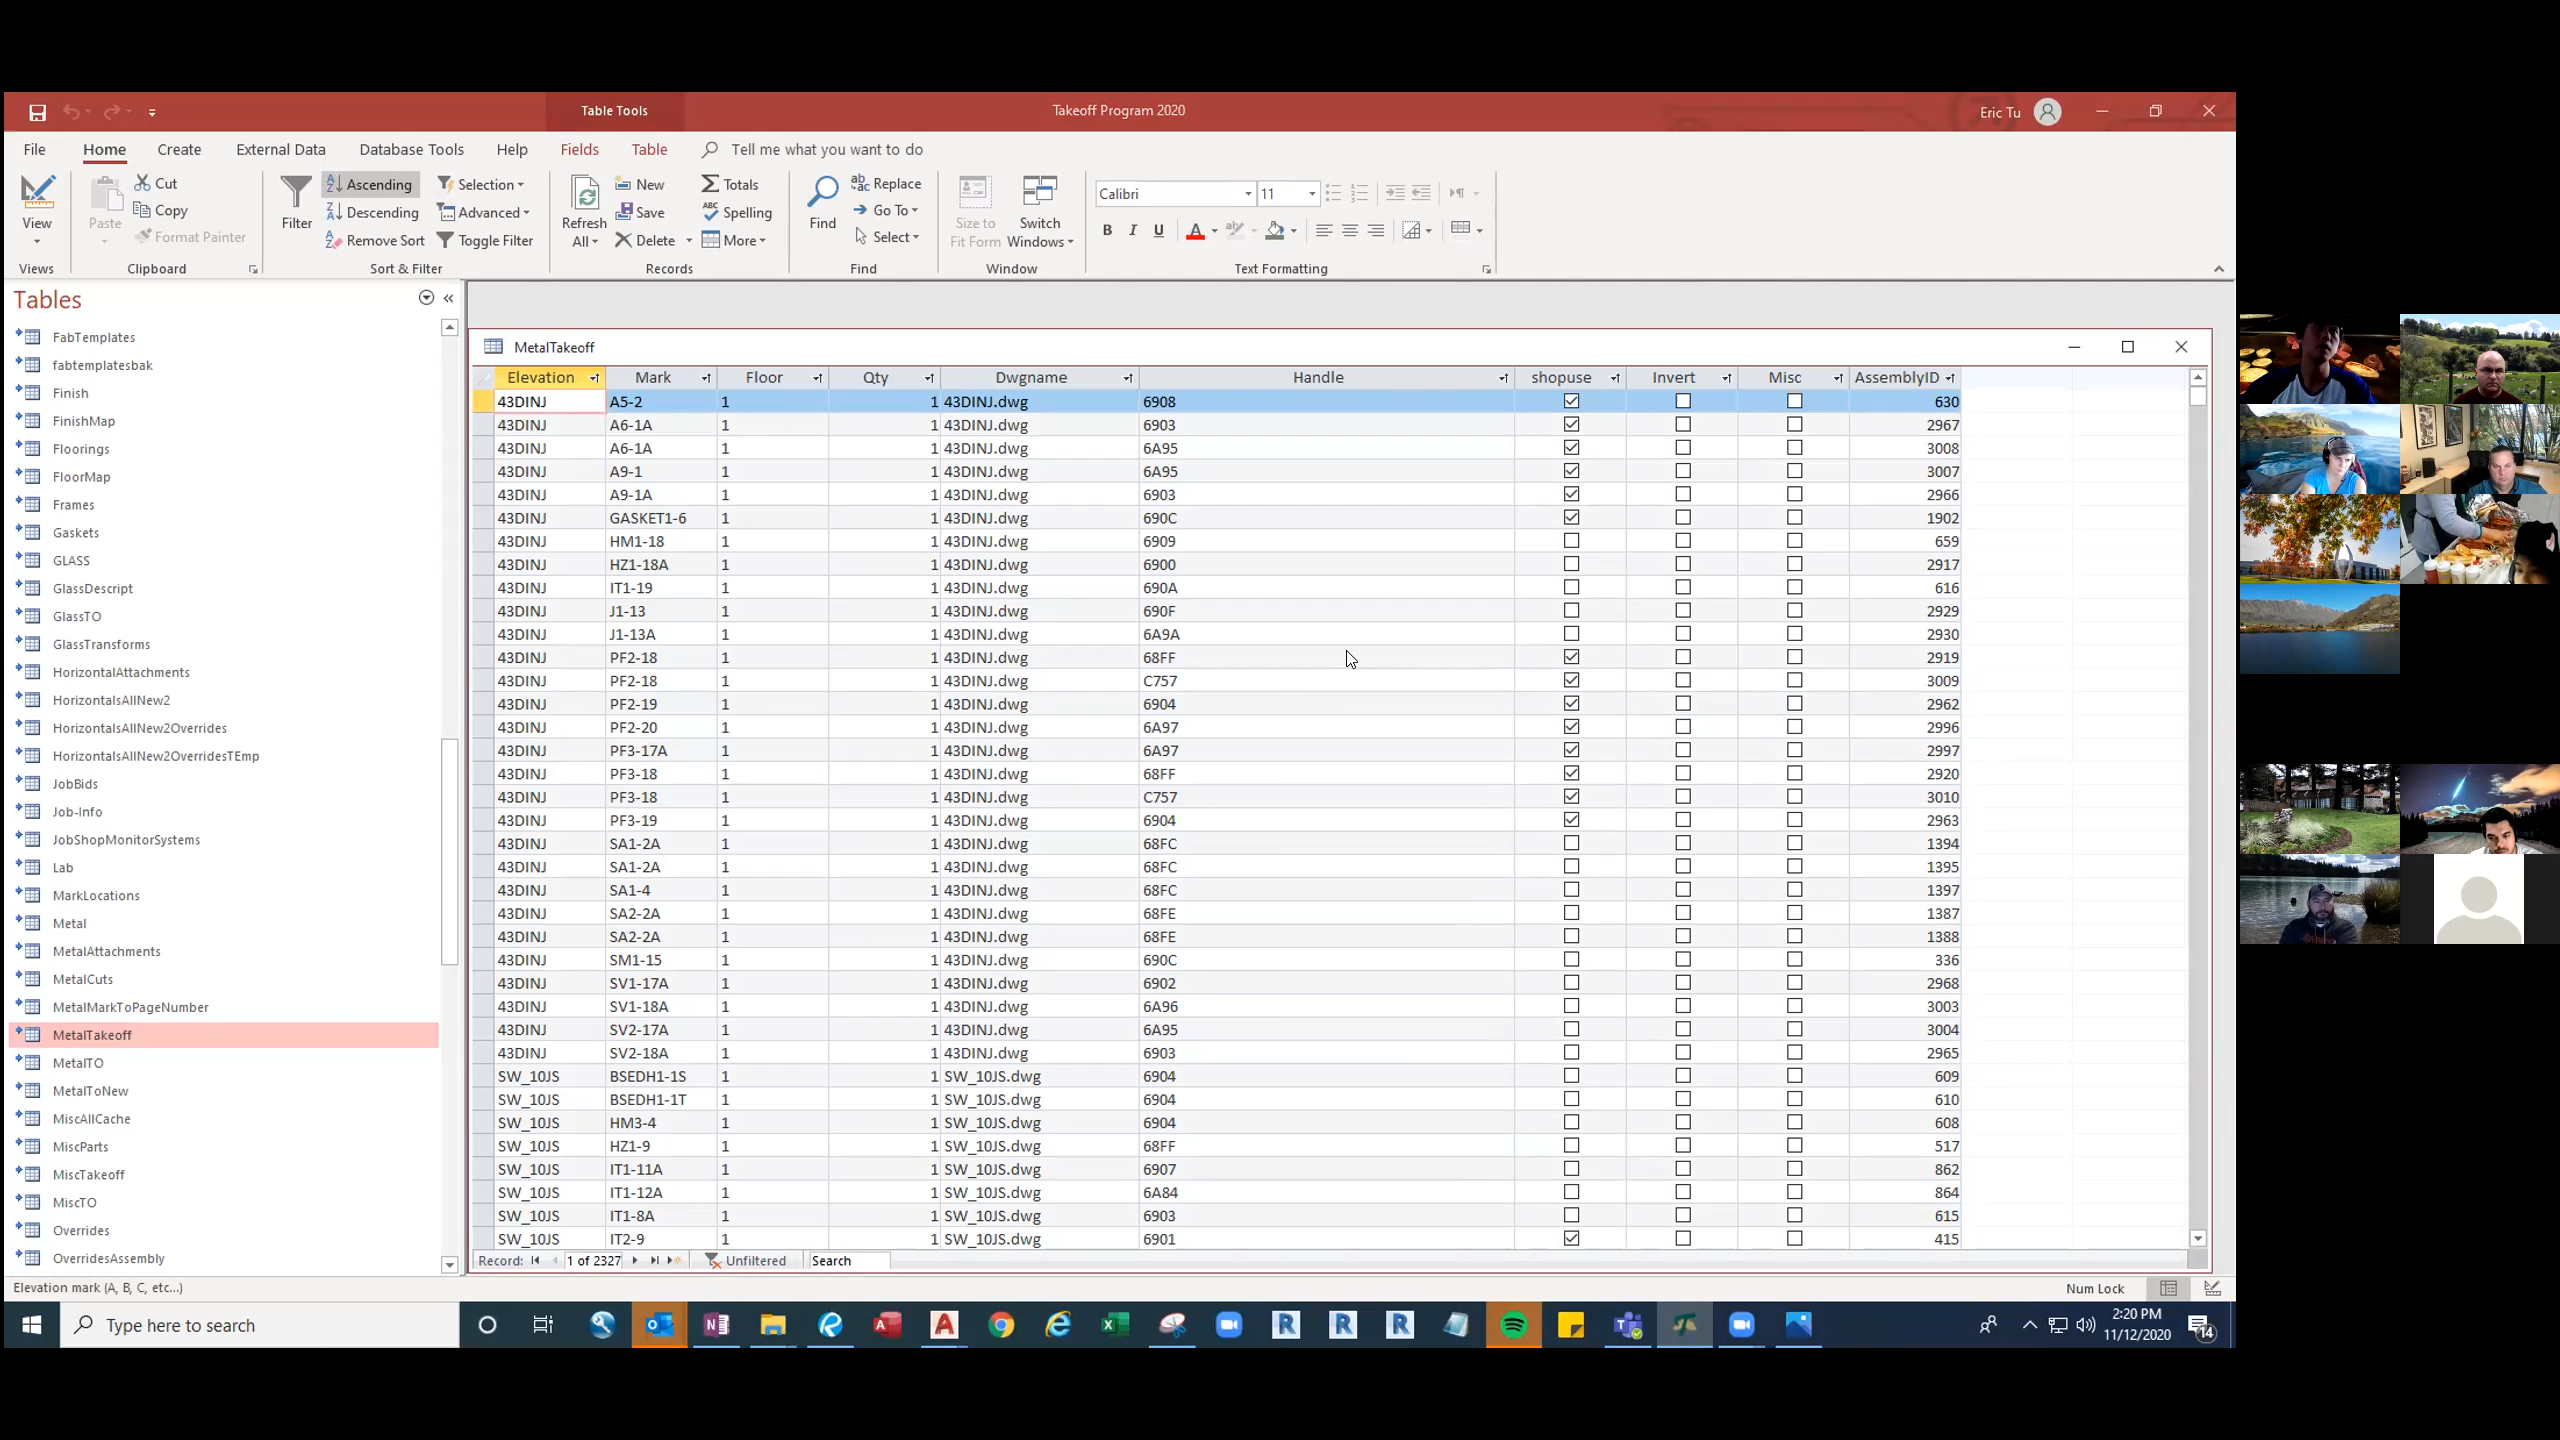 Table Tools Takeoff Program 2020 Eric Tu
File Home Create External Data Database Tools Help Fields Table Tell me what you want to do
View Paste Cut Copy Format Painter Filter Ascending Descending Remove Sort Selection Advanced Toggle Filter Refresh All New Save Delete Totals Spelling More Find Replace Go To Select Size to Fit Form Switch Windows Calibri 11 B I U A
Views Clipboard Sort & Filter Records Find Window Text Formatting
Tables
FabTemplates
fabtemplatesbak
Finish
FinishMap
Floorings
FloorMap
Frames
Gaskets
GLASS
GlassDescript
GlassTO
GlassTransforms
HorizontalAttachments
HorizontalsAllNew2
HorizontalsAllNew2Overrides
HorizontalsAllNew2OverridesTEmp
JobBids
Job-Info
JobShopMonitorSystems
Lab
MarkLocations
Metal
MetalAttachments
MetalCuts
MetalMarkToPageNumber
MetalTakeoff
MetalTO
MetalToNew
MiscAllCache
MiscParts
MiscTakeoff
MiscTO
Overrides
OverridesAssembly
MetalTakeoff
Elevation Mark Floor Qty Dwgname Handle shopuse Invert Misc AssemblyID
43DINJ A5-2 1 1 43DINJ.dwg 6908 630
43DINJ A6-1A 1 1 43DINJ.dwg 6903 2967
43DINJ A6-1A 1 1 43DINJ.dwg 6A95 3008
43DINJ A9-1 1 1 43DINJ.dwg 6A95 3007
43DINJ A9-1A 1 1 43DINJ.dwg 6903 2966
43DINJ GASKET1-6 1 1 43DINJ.dwg 690C 1902
43DINJ HM1-18 1 1 43DINJ.dwg 6909 659
43DINJ HZ1-18A 1 1 43DINJ.dwg 6900 2917
43DINJ IT1-19 1 1 43DINJ.dwg 690A 616
43DINJ J1-13 1 1 43DINJ.dwg 690F 2929
43DINJ J1-13A 1 1 43DINJ.dwg 6A9A 2930
43DINJ PF2-18 1 1 43DINJ.dwg 68FF 2919
43DINJ PF2-18 1 1 43DINJ.dwg C757 3009
43DINJ PF2-19 1 1 43DINJ.dwg 6904 2962
43DINJ PF2-20 1 1 43DINJ.dwg 6A97 2996
43DINJ PF3-17A 1 1 43DINJ.dwg 6A97 2997
43DINJ PF3-18 1 1 43DINJ.dwg 68FF 2920
43DINJ PF3-18 1 1 43DINJ.dwg C757 3010
43DINJ PF3-19 1 1 43DINJ.dwg 6904 2963
43DINJ SA1-2A 1 1 43DINJ.dwg 68FC 1394
43DINJ SA1-2A 1 1 43DINJ.dwg 68FC 1395
43DINJ SA1-4 1 1 43DINJ.dwg 68FC 1397
43DINJ SA2-2A 1 1 43DINJ.dwg 68FE 1387
43DINJ SA2-2A 1 1 43DINJ.dwg 68FE 1388
43DINJ SM1-15 1 1 43DINJ.dwg 690C 336
43DINJ SV1-17A 1 1 43DINJ.dwg 6902 2968
43DINJ SV1-18A 1 1 43DINJ.dwg 6A96 3003
43DINJ SV2-17A 1 1 43DINJ.dwg 6A95 3004
43DINJ SV2-18A 1 1 43DINJ.dwg 6903 2965
SW_10JS BSEDH1-1S 1 1 SW_10JS.dwg 6904 609
SW_10JS BSEDH1-1T 1 1 SW_10JS.dwg 6904 610
SW_10JS HM3-4 1 1 SW_10JS.dwg 6904 608
SW_10JS HZ1-9 1 1 SW_10JS.dwg 68FF 517
SW_10JS IT1-11A 1 1 SW_10JS.dwg 6907 862
SW_10JS IT1-12A 1 1 SW_10JS.dwg 6A84 864
SW_10JS IT1-8A 1 1 SW_10JS.dwg 6903 615
SW_10JS IT2-9 1 1 SW_10JS.dwg 6901 415
Record: 1 of 2327 Unfiltered Search
Elevation mark (A, B, C, etc...) Num Lock
Type here to search 2:20 PM
11/12/2020 14